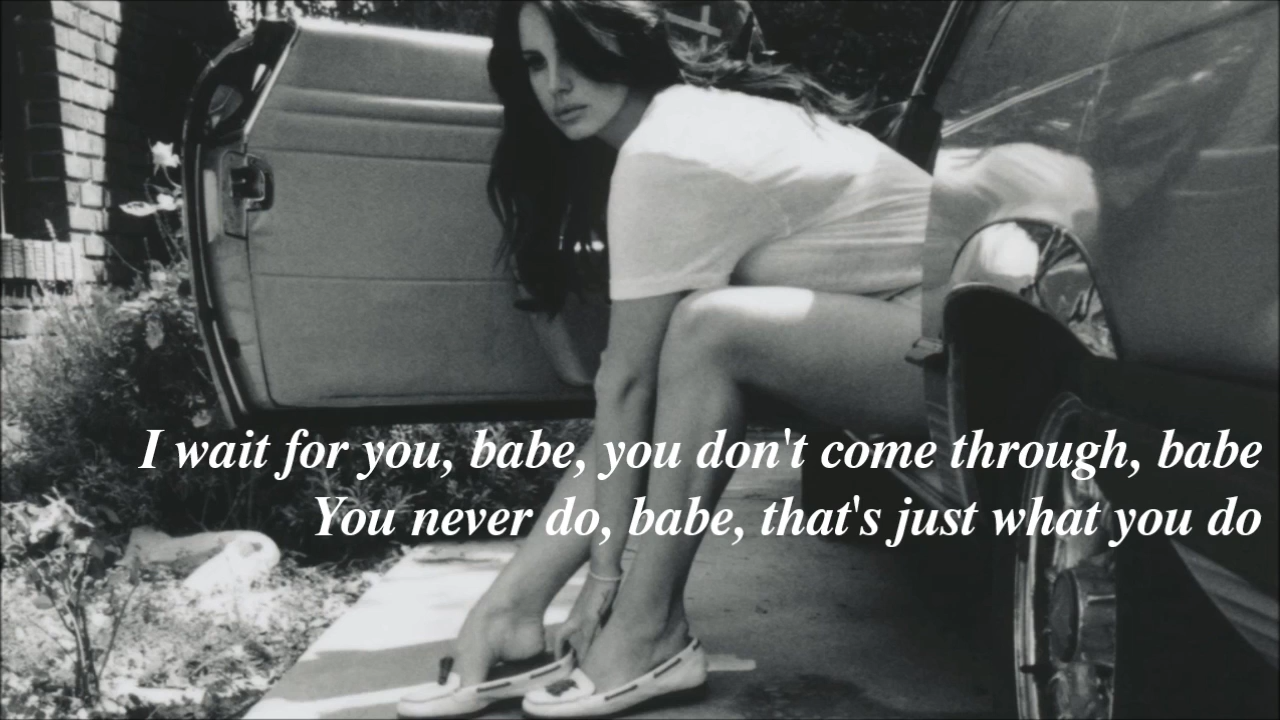 I wait for you, babe, you don't come through, babe
You never do, babe, that's just what you do